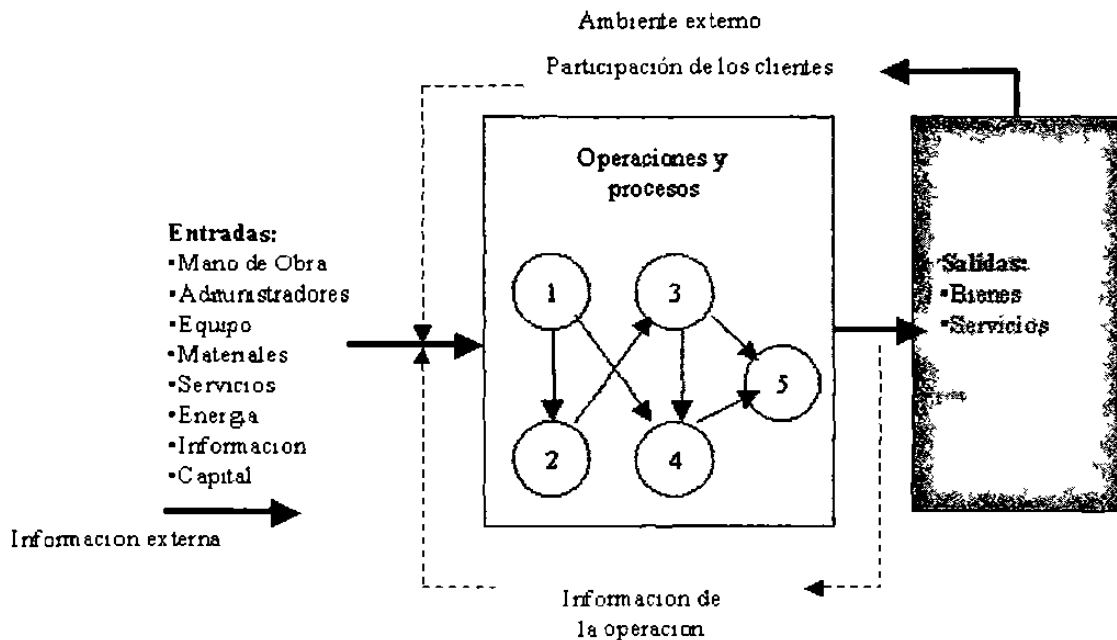 Ambiente externo
Participación de los clientes
Operaciones y
procesos
Entradas:
▪Mano de Obra
▪Administradores
▪Equipo
▪Materiales
▪Servicios
▪Energia
▪Informacion
▪Capital
Informacion externa
1
3
5
2
4
Salidas:
▪Bienes
▪Servicios
Informacion de
la operacion